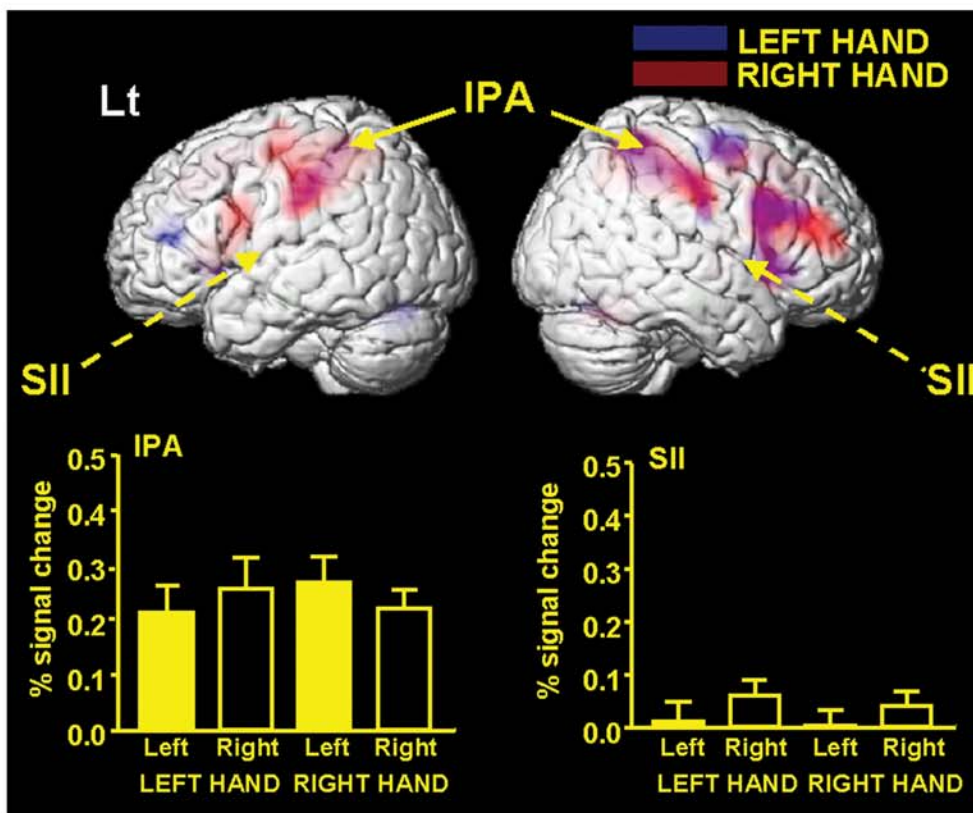 LEFT HAND
RIGHT HAND
Lt
IPA
SII
SII
IPA
% signal change
0.5
0.4
0.3
0.2
0.1
0.0
Left Right Left Right
LEFT HAND RIGHT HAND
SII
% signal change
0.5
0.4
0.3
0.2
0.10
0.0
Left Right Left Right
LEFT HAND RIGHT HAND